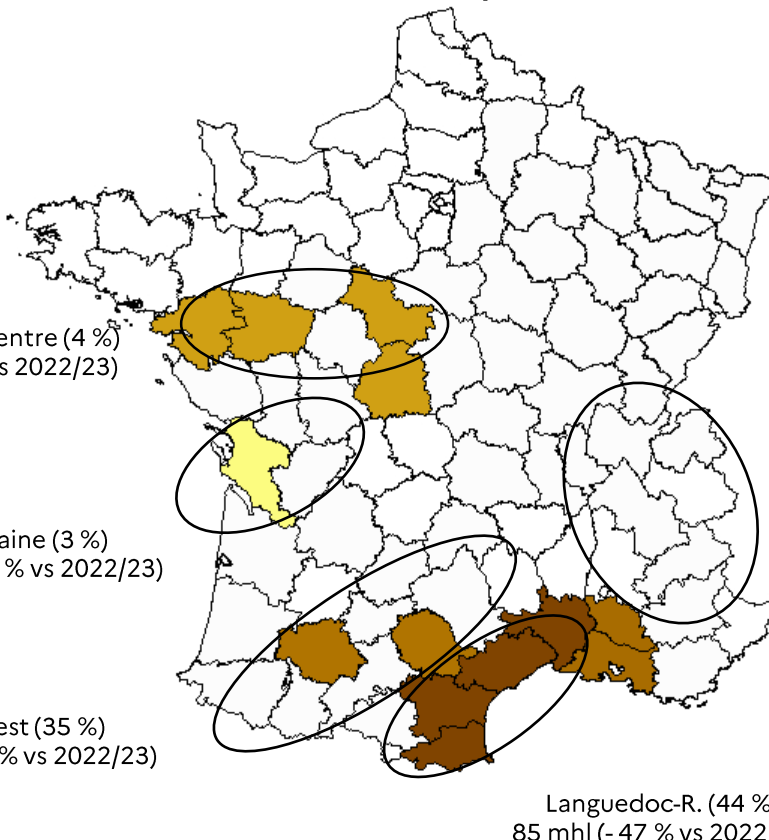 entre (4 %)
s 2022/23)
aine (3 %)
% vs 2022/23)
est (35 %)
% vs 2022/23)
Languedoc-R. (44 %
85 mhl (- 47 % vs 2022